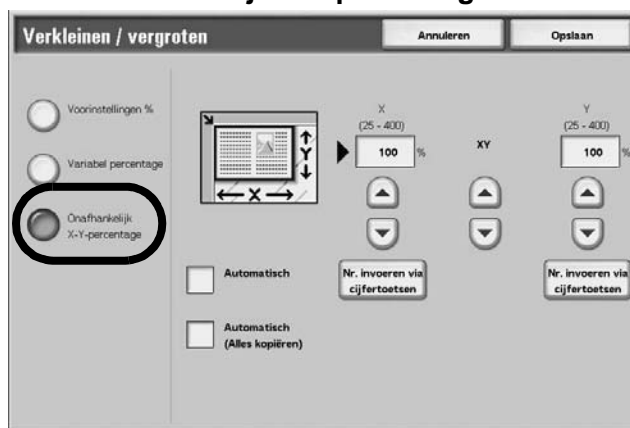 Verkleinen / vergroten
Annuleren
Opslaan
Voorinstellingen %
Variabel percentage
Onafhankelijk
X-Y-percentage
Y
X
X
(25 - 400)
100 %
XY
Y
(25 - 400)
100 %
Automatisch
Nr. invoeren via
cijfertoetsen
Nr. invoeren via
cijfertoetsen
Automatisch
(Alles kopiëren)